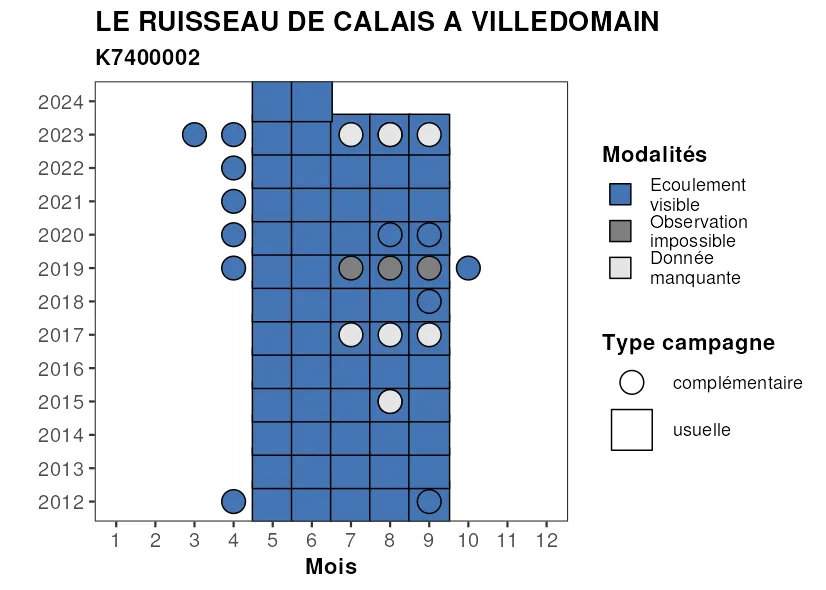 LE RUISSEAU DE CALAIS A VILLEDOMAIN
K7400002
2024
2023
2022
2021
2020
2019
2018
2017
2016
2015
2014
2013
2012
1 2 3 4 5 6 7 8 9 10 11 12
Mois
Modalités
Ecoulement
visible
Observation
impossible
Donnée
manquante
Type campagne
complémentaire
usuelle